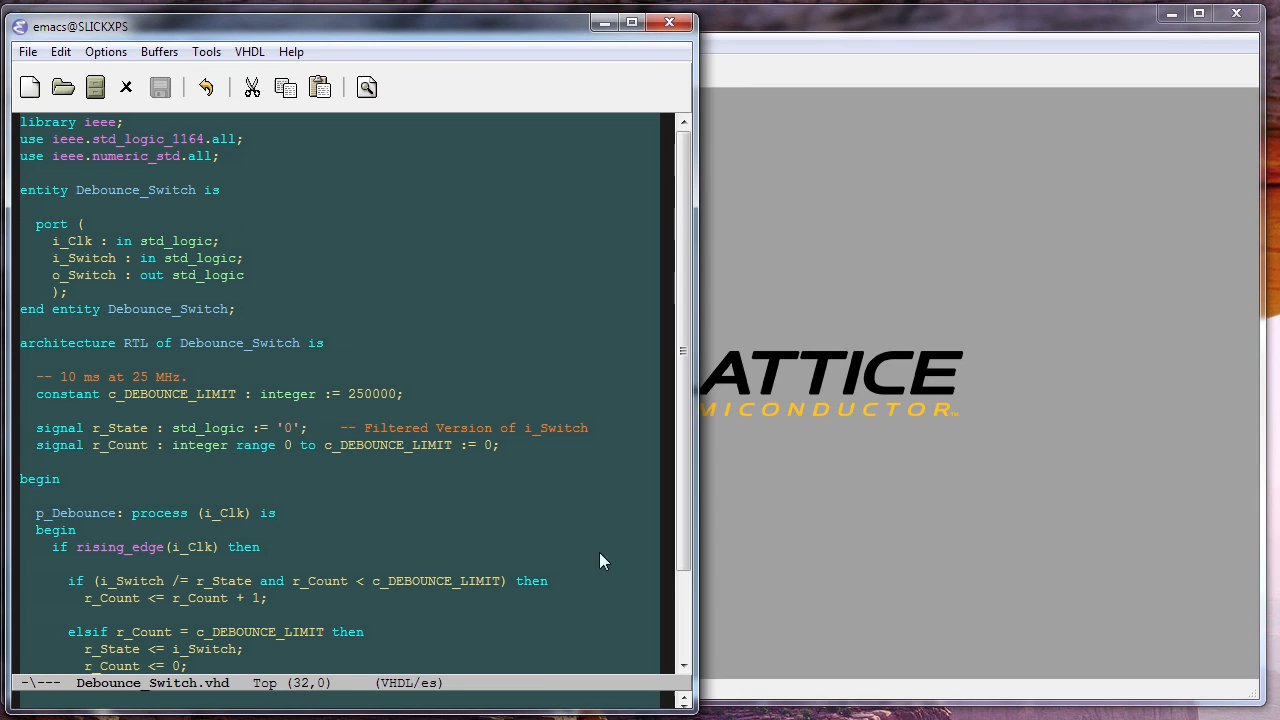 emacs@SLICKXPS
File Edit Options Buffers Tools VHDL Help
library ieee;
use ieee.std_logic_1164.all;
use ieee.numeric_std.all;
entity Debounce_Switch is
port (
i_Clk : in std_logic;
i_Switch : in std_logic;
o_Switch : out std_logic
);
end entity Debounce_Switch;
architecture RTL of Debounce_Switch is
-- 10 ms at 25 MHz.
constant c_DEBOUNCE_LIMIT : integer := 250000;
signal r_State : std_logic := '0';    -- Filtered Version of i_Switch
signal r_Count : integer range 0 to c_DEBOUNCE_LIMIT := 0;
begin
p_Debounce: process (i_Clk) is
begin
if rising_edge(i_Clk) then
if (i_Switch /= r_State and r_Count < c_DEBOUNCE_LIMIT) then
r_Count <= r_Count + 1;
elsif r_Count = c_DEBOUNCE_LIMIT then
r_State <= i_Switch;
r_Count <= 0;
-\--- Debounce_Switch.vhd Top (32,0) (VHDL/es)
ATTICE
MICONDUCTOR™